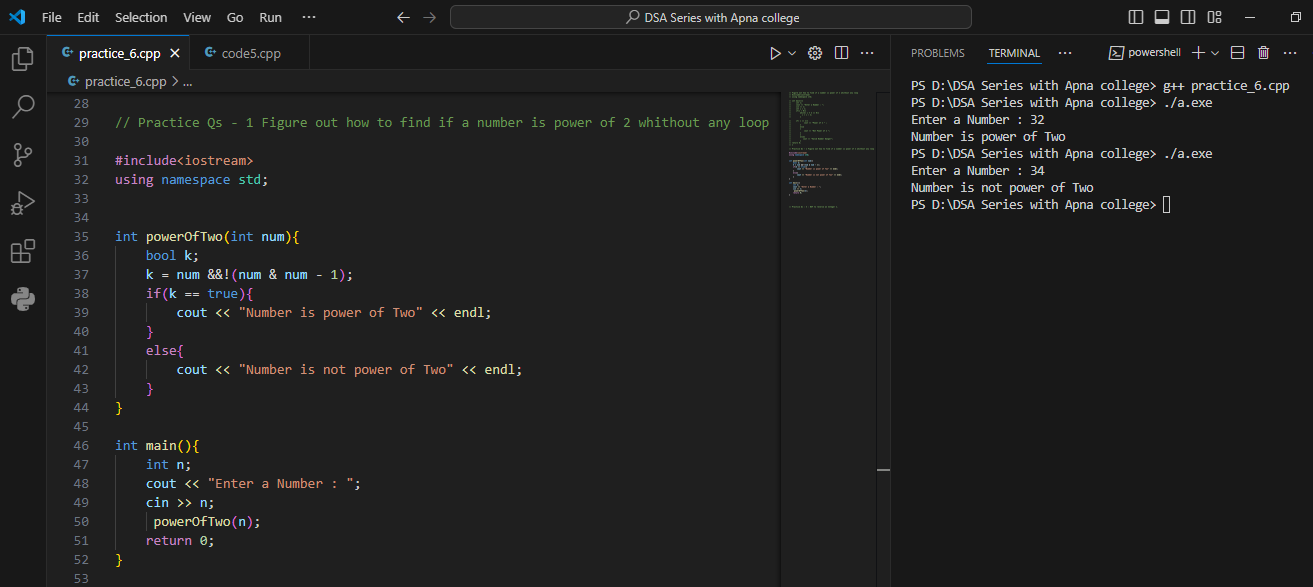 File Edit Selection View Go Run ···
DSA Series with Apna college
practice_6.cpp
code5.cpp
practice_6.cpp > ...
28
29 // Practice Qs - 1 Figure out how to find if a number is power of 2 whithout any loop
30
31 #include<iostream>
32 using namespace std;
33
34
35 int powerOfTwo(int num){
36 bool k;
37 k = num &&!(num & num - 1);
38 if(k == true){
39 cout << "Number is power of Two" << endl;
40 }
41 else{
42 cout << "Number is not power of Two" << endl;
43 }
44 }
45
46 int main(){
47 int n;
48 cout << "Enter a Number : ";
49 cin >> n;
50 powerOfTwo(n);
51 return 0;
52 }
53
PROBLEMS TERMINAL ··· powershell
PS D:\DSA Series with Apna college> g++ practice_6.cpp
PS D:\DSA Series with Apna college> ./a.exe
Enter a Number : 32
Number is power of Two
PS D:\DSA Series with Apna college> ./a.exe
Enter a Number : 34
Number is not power of Two
PS D:\DSA Series with Apna college>